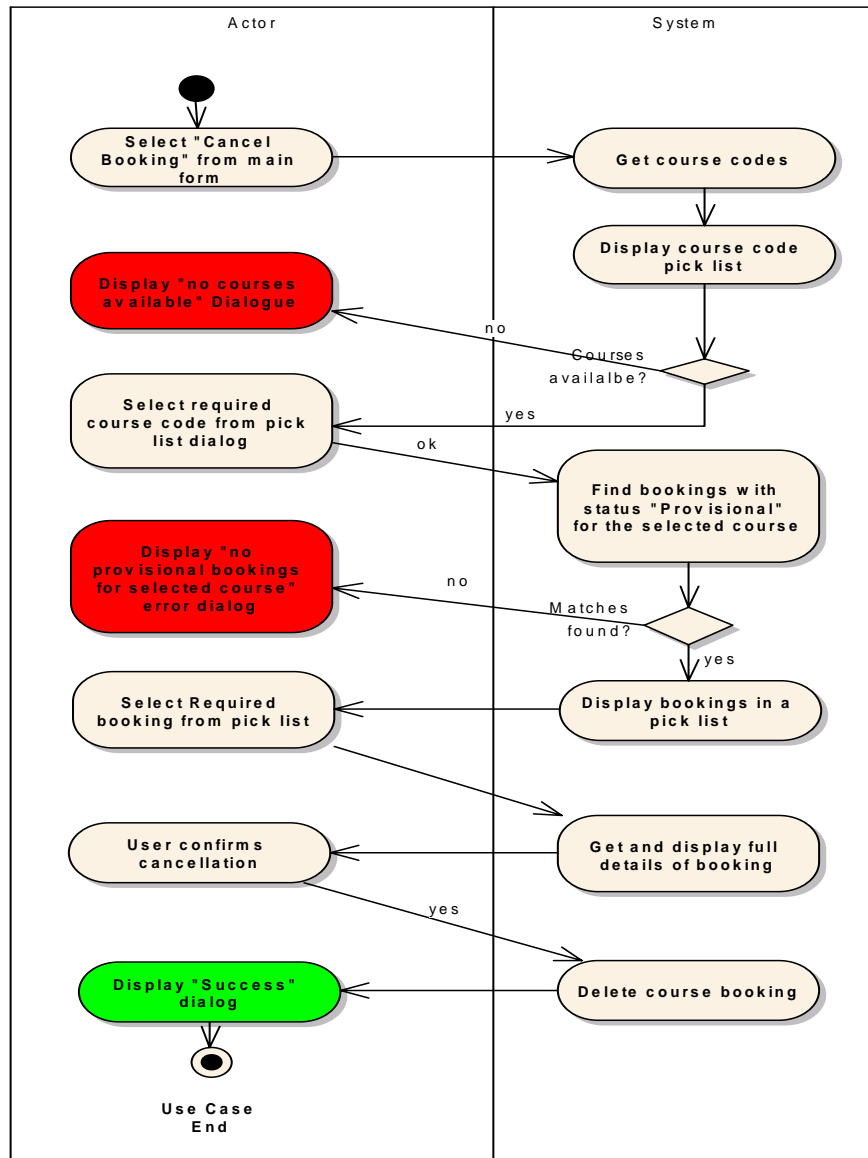 Actor
System
Select "Cancel
Booking" from main
form
Get course codes
Display course code
pick list
Display "no courses
available" Dialogue
no
Courses
availalbe?
Select required
course code from pick
list dialog
yes
ok
Find bookings with
status "Provisional"
for the selected course
Display "no
provisional bookings
for selected course"
error dialog
no
Matches
found?
yes
Select Required
booking from pick list
Display bookings in a
pick list
User confirms
cancellation
Get and display full
details of booking
yes
Display "Success"
dialog
Delete course booking
Use Case
End